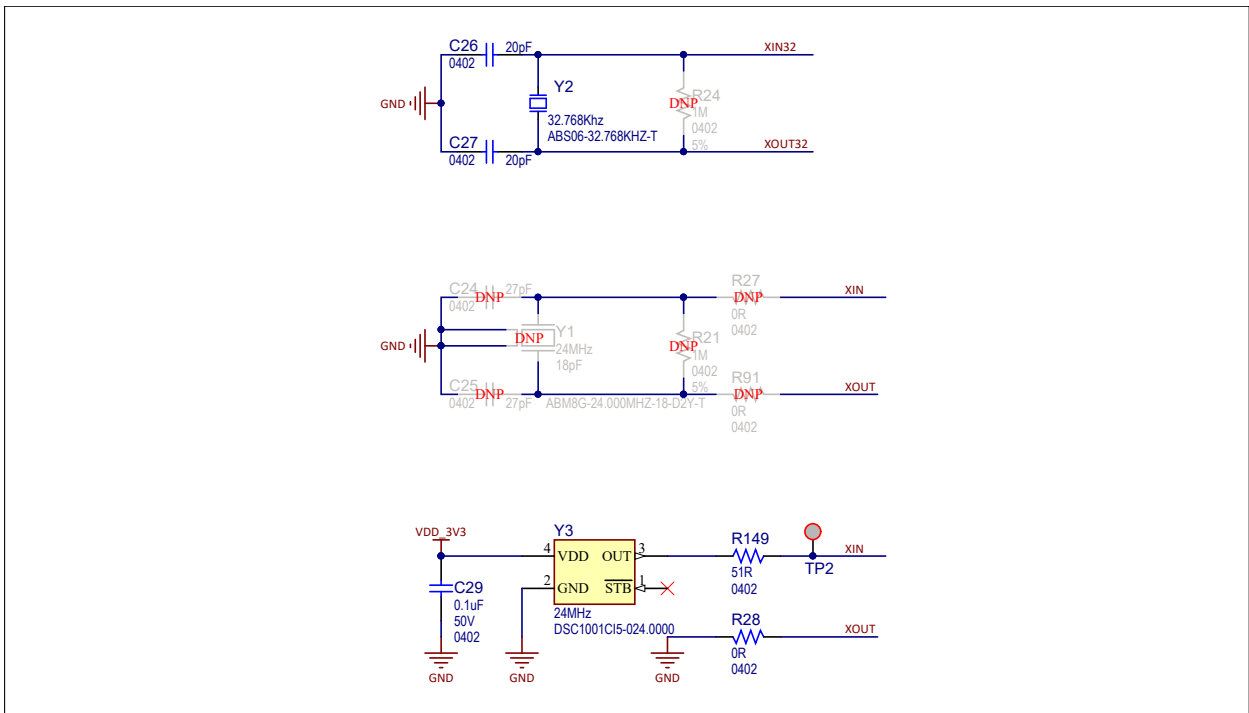 C26 20pF
0402
XIN32
Y2
32.768Khz
ABS06-32.768KHZ-T
GND
DNP R24
1M
0402
5%
C27
0402 20pF
XOUT32
C24 27pF
DNP
0402
R27
DNP
0R
0402
XIN
GND
DNP Y1
24MHz
18pF
DNP R21
1M
0402
5%
C25
DNP
0402 27pF
ABM8G-24.000MHZ-18-D2Y-T
R91
DNP
0R
0402
XOUT
VDD_3V3
Y3
4 VDD OUT 3
2 GND STB 1
24MHz
DSC1001CI5-024.0000
C29
0.1uF
50V
0402
GND
GND
GND
R149
51R
0402
TP2
XIN
R28
0R
0402
XOUT